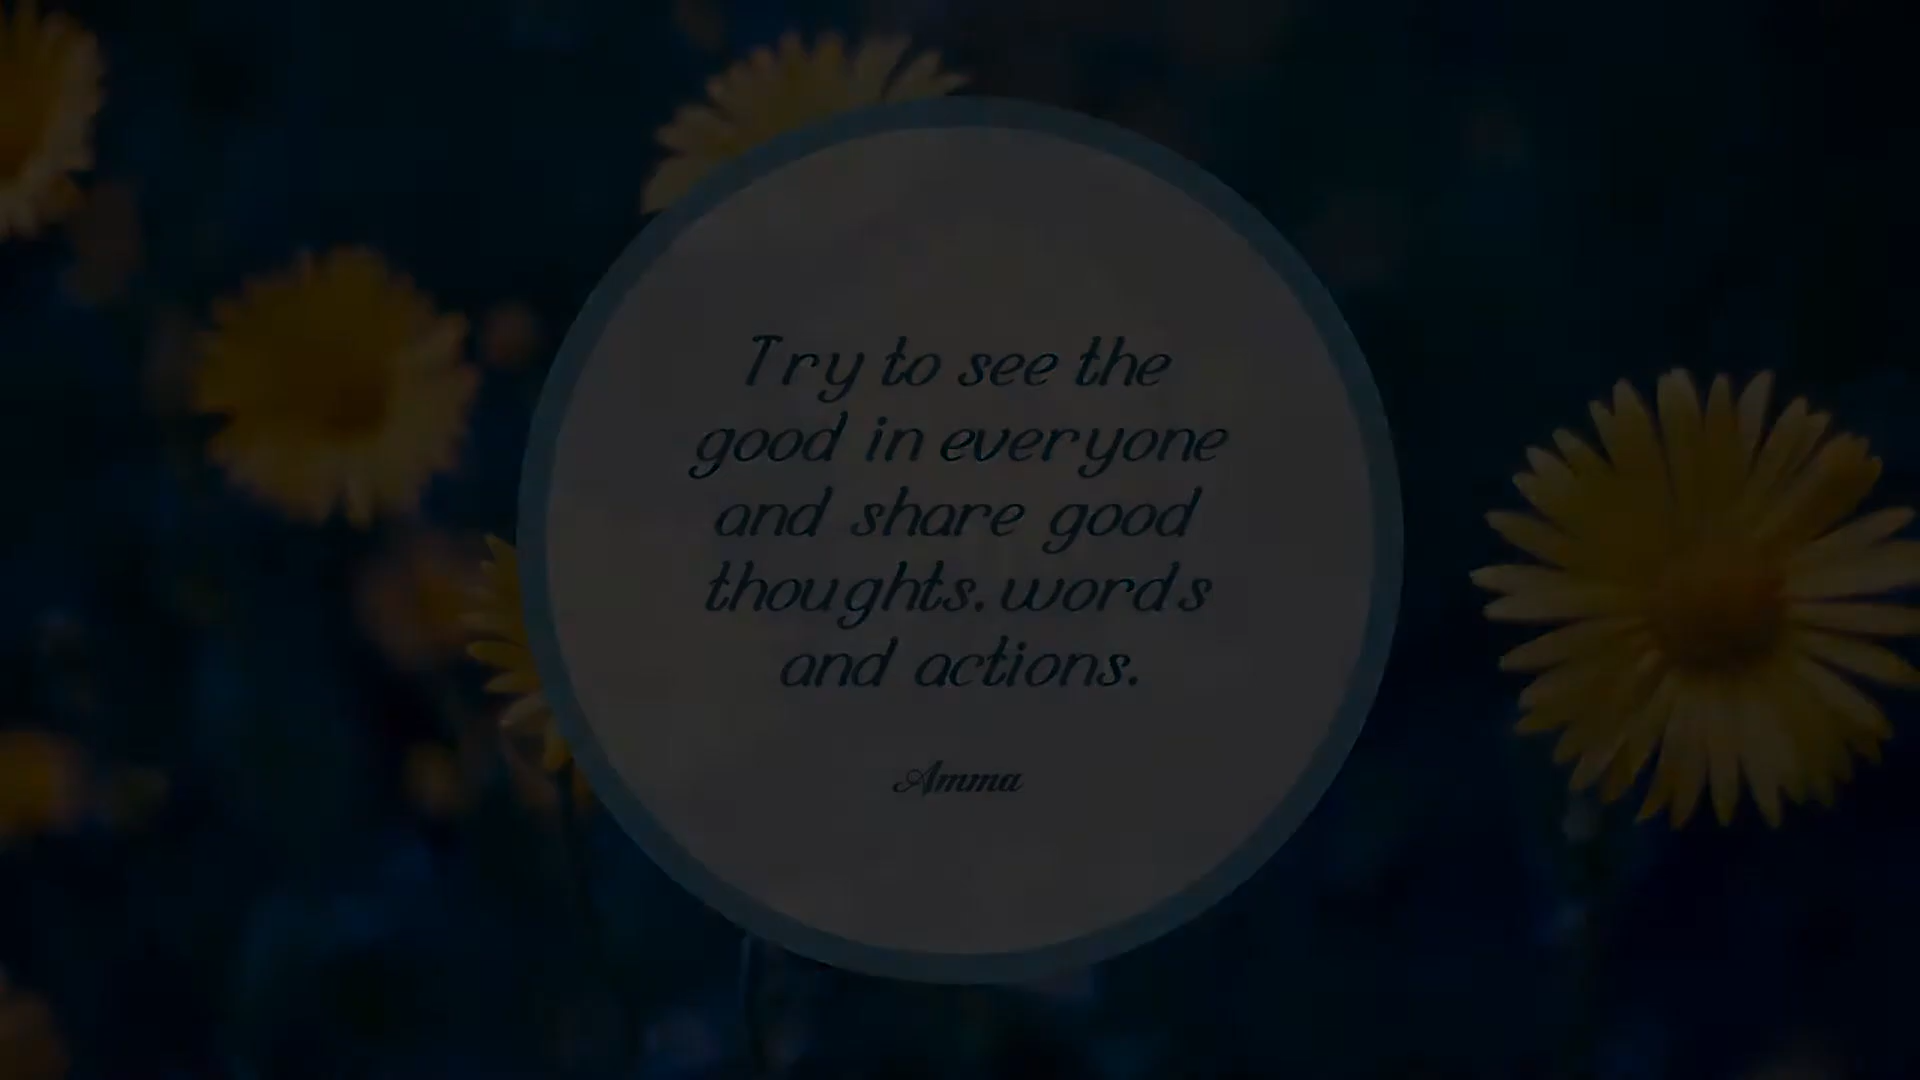 Try to see the
good in everyone
and share good
thoughts, words
and actions.
Amma